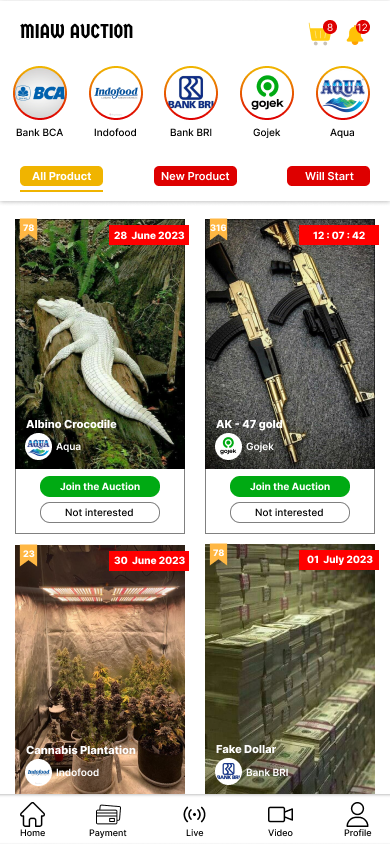 MIAW AUCTION
8
12
BCA
Indofood
BANK BRI
gojek
AQUA
Bank BCA
Indofood
Bank BRI
Gojek
Aqua
All Product
New Product
Will Start
78
28 June 2023
316
12 : 07 : 42
Albino Crocodile
AQUA
Aqua
AK - 47 gold
gojek
Gojek
Join the Auction
Join the Auction
Not interested
Not interested
23
30 June 2023
78
01 July 2023
Cannabis Plantation
Indofood
Indofood
Fake Dollar
BANK BRI
Bank BRI
Home
Payment
Live
Video
Profile